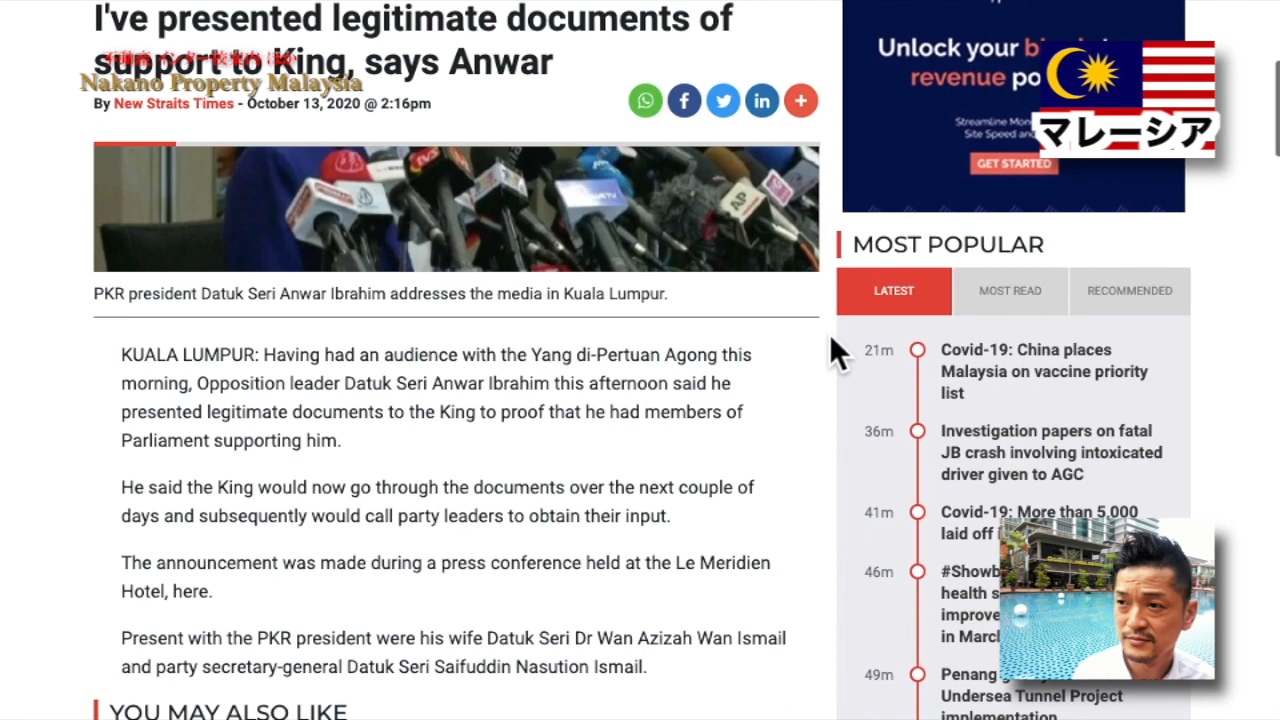 I've presented legitimate documents of
support to King, says Anwar
Nakano Property Malaysia
By New Straits Times - October 13, 2020 @ 2:16pm
AP
PKR president Datuk Seri Anwar Ibrahim addresses the media in Kuala Lumpur.
KUALA LUMPUR: Having had an audience with the Yang di-Pertuan Agong this
morning, Opposition leader Datuk Seri Anwar Ibrahim this afternoon said he
presented legitimate documents to the King to proof that he had members of
Parliament supporting him.
He said the King would now go through the documents over the next couple of
days and subsequently would call party leaders to obtain their input.
The announcement was made during a press conference held at the Le Meridien
Hotel, here.
Present with the PKR president were his wife Datuk Seri Dr Wan Azizah Wan Ismail
and party secretary-general Datuk Seri Saifuddin Nasution Ismail.
YOU MAY ALSO LIKE
Unlock your
revenue
Streamline
Site Speed and
GET STARTED
マレーシア
MOST POPULAR
LATEST
MOST READ
RECOMMENDED
21m
Covid-19: China places
Malaysia on vaccine priority
list
36m
Investigation papers on fatal
JB crash involving intoxicated
driver given to AGC
41m
Covid-19: More than 5,000
laid off
46m
health
in
49m
Penang
Undersea Tunnel Project
implementation